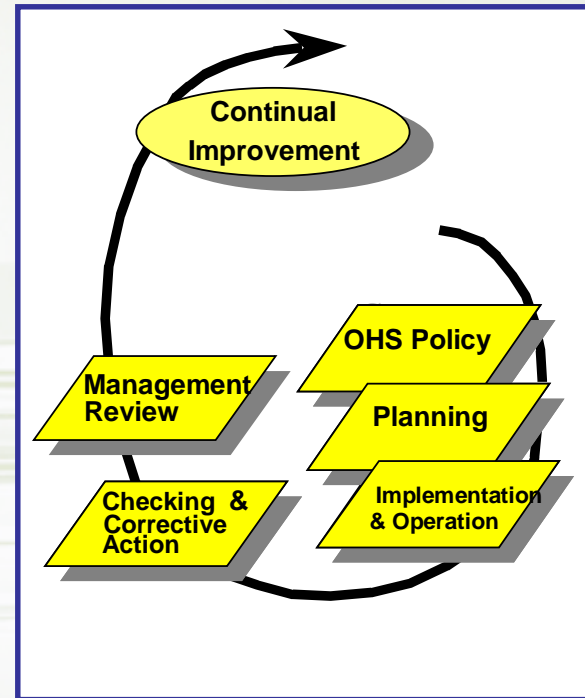 Continual
Improvement
OHS Policy
Planning
Implementation
& Operation
Checking &
Corrective
Action
Management
Review